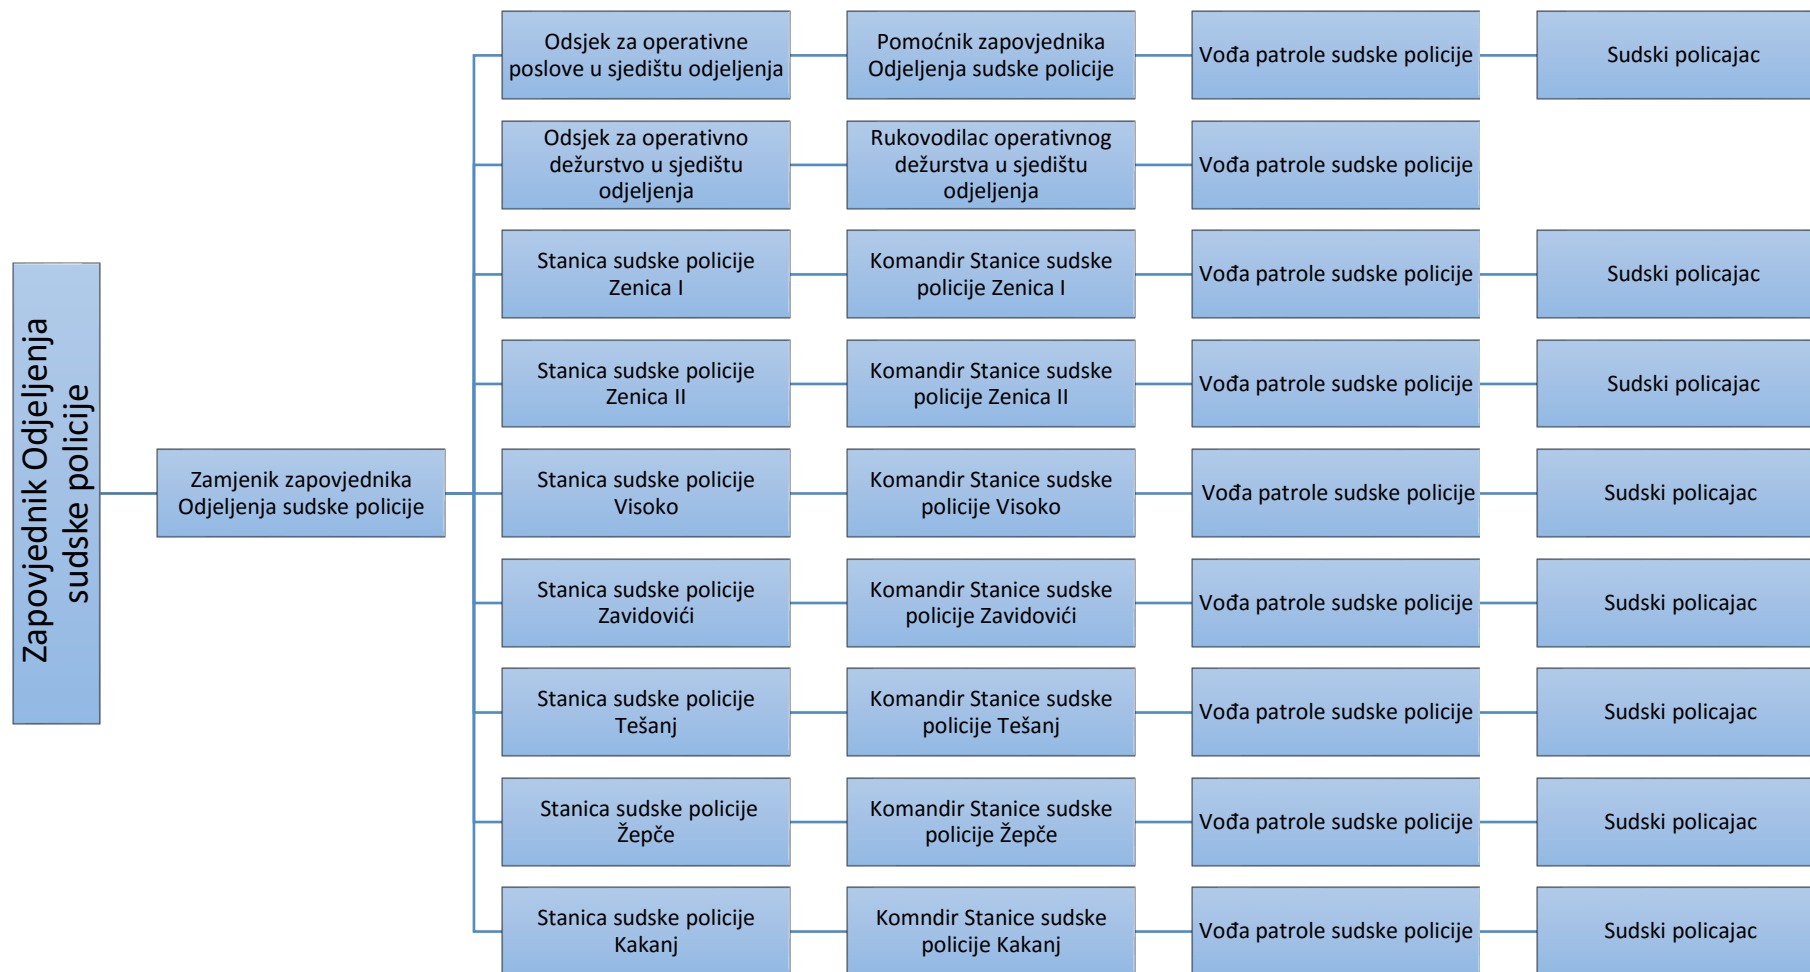 Zapovjednik Odjeljenja
sudske policije
Zamjenik zapovjednika
Odjeljenja sudske policije
Odsjek za operativne
poslove u sjedištu odjeljenja
Pomoćnik zapovjednika
Odjeljenja sudske policije
Vođa patrole sudske policije
Sudski policajac
Odsjek za operativno
dežurstvo u sjedištu
odjeljenja
Rukovodilac operativnog
dežurstva u sjedištu
odjeljenja
Vođa patrole sudske policije
Stanica sudske policije
Zenica I
Komandir Stanice sudske
policije Zenica I
Vođa patrole sudske policije
Sudski policajac
Stanica sudske policije
Zenica II
Komandir Stanice sudske
policije Zenica II
Vođa patrole sudske policije
Sudski policajac
Stanica sudske policije
Visoko
Komandir Stanice sudske
policije Visoko
Vođa patrole sudske policije
Sudski policajac
Stanica sudske policije
Zavidovići
Komandir Stanice sudske
policije Zavidovići
Vođa patrole sudske policije
Sudski policajac
Stanica sudske policije
Tešanj
Komandir Stanice sudske
policije Tešanj
Vođa patrole sudske policije
Sudski policajac
Stanica sudske policije
Žepče
Komandir Stanice sudske
policije Žepče
Vođa patrole sudske policije
Sudski policajac
Stanica sudske policije
Kakanj
Komndir Stanice sudske
policije Kakanj
Vođa patrole sudske policije
Sudski policajac